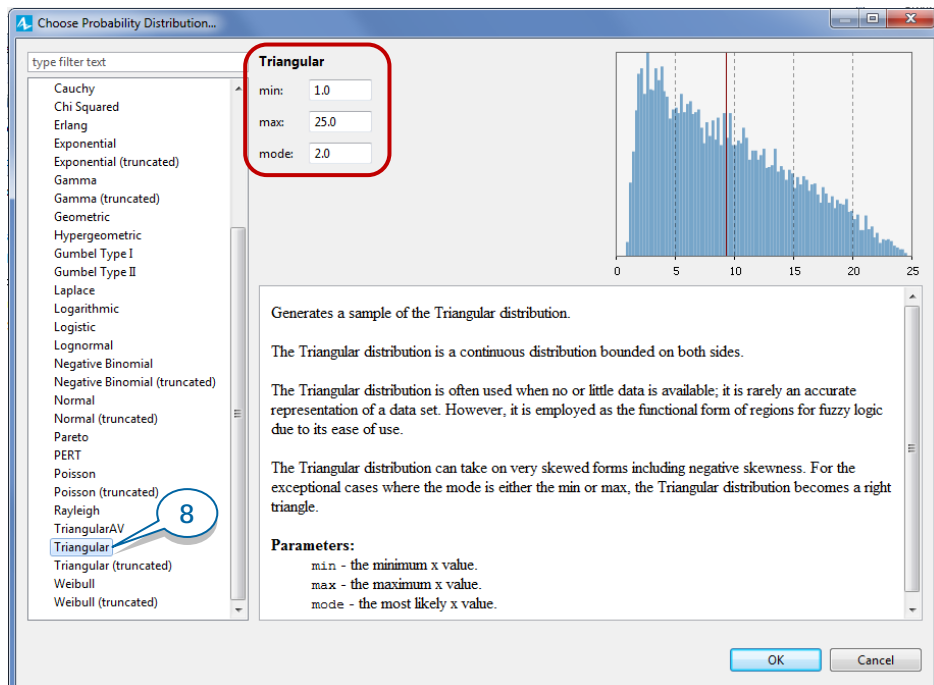 Choose Probability Distribution...
type filter text
Cauchy
Chi Squared
Erlang
Exponential
Exponential (truncated)
Gamma
Gamma (truncated)
Geometric
Hypergeometric
Gumbel Type I
Gumbel Type II
Laplace
Logarithmic
Logistic
Lognormal
Negative Binomial
Negative Binomial (truncated)
Normal
Normal (truncated)
Pareto
PERT
Poisson
Poisson (truncated)
Rayleigh
TriangularAV
Triangular
Triangular (truncated)
Weibull
Weibull (truncated)
8
Triangular
min: 1.0
max: 25.0
mode: 2.0
0 5 10 15 20 25
Generates a sample of the Triangular distribution.
The Triangular distribution is a continuous distribution bounded on both sides.
The Triangular distribution is often used when no or little data is available; it is rarely an accurate
representation of a data set. However, it is employed as the functional form of regions for fuzzy logic
due to its ease of use.
The Triangular distribution can take on very skewed forms including negative skewness. For the
exceptional cases where the mode is either the min or max, the Triangular distribution becomes a right
triangle.
Parameters:
min - the minimum x value.
max - the maximum x value.
mode - the most likely x value.
OK
Cancel